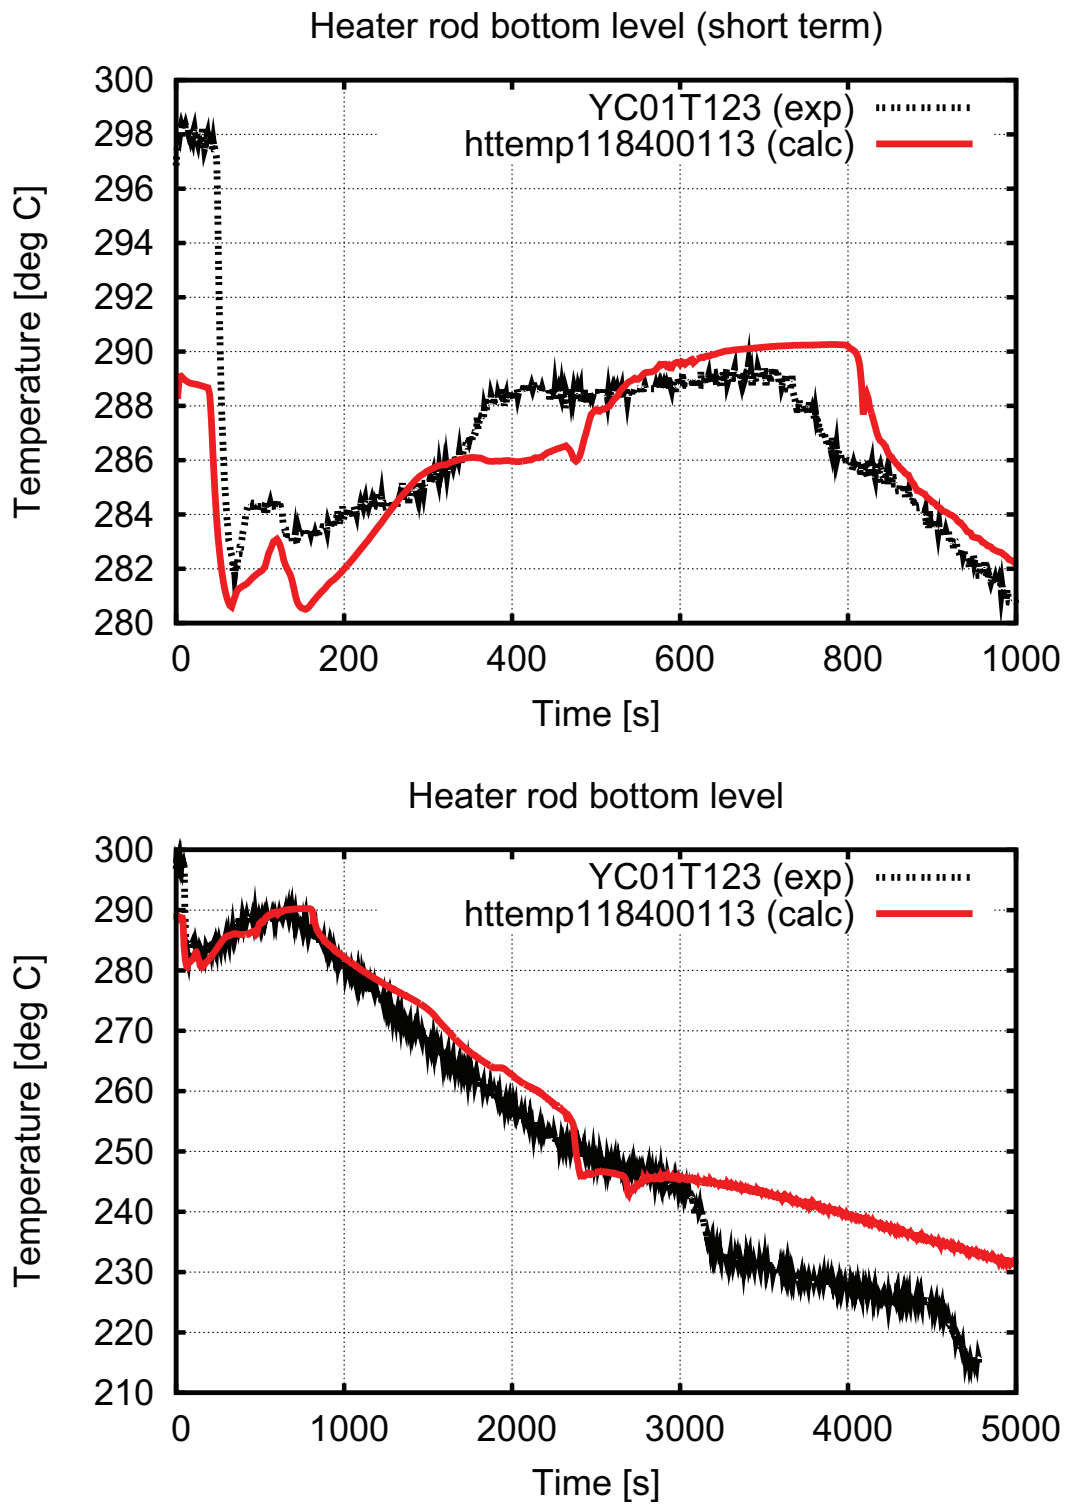 Heater rod bottom level (short term)
300
298
296
294
292
290
288
286
284
282
280
Temperature [deg C]
YC01T123 (exp)
httemp118400113 (calc)
0 200 400 600 800 1000
Time [s]
Heater rod bottom level
300
290
280
270
260
250
240
230
220
210
Temperature [deg C]
YC01T123 (exp)
httemp118400113 (calc)
0 1000 2000 3000 4000 5000
Time [s]